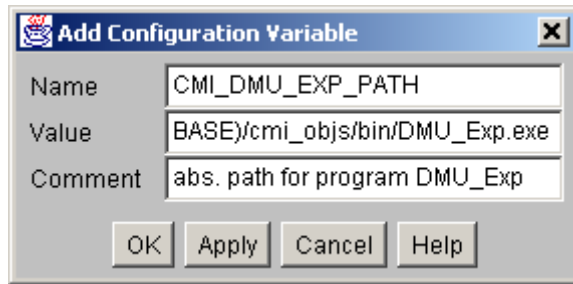 Add Configuration Variable
Name CMI_DMU_EXP_PATH
Value BASE)/cmi_objs/bin/DMU_Exp.exe
Comment abs. path for program DMU_Exp
OK Apply Cancel Help